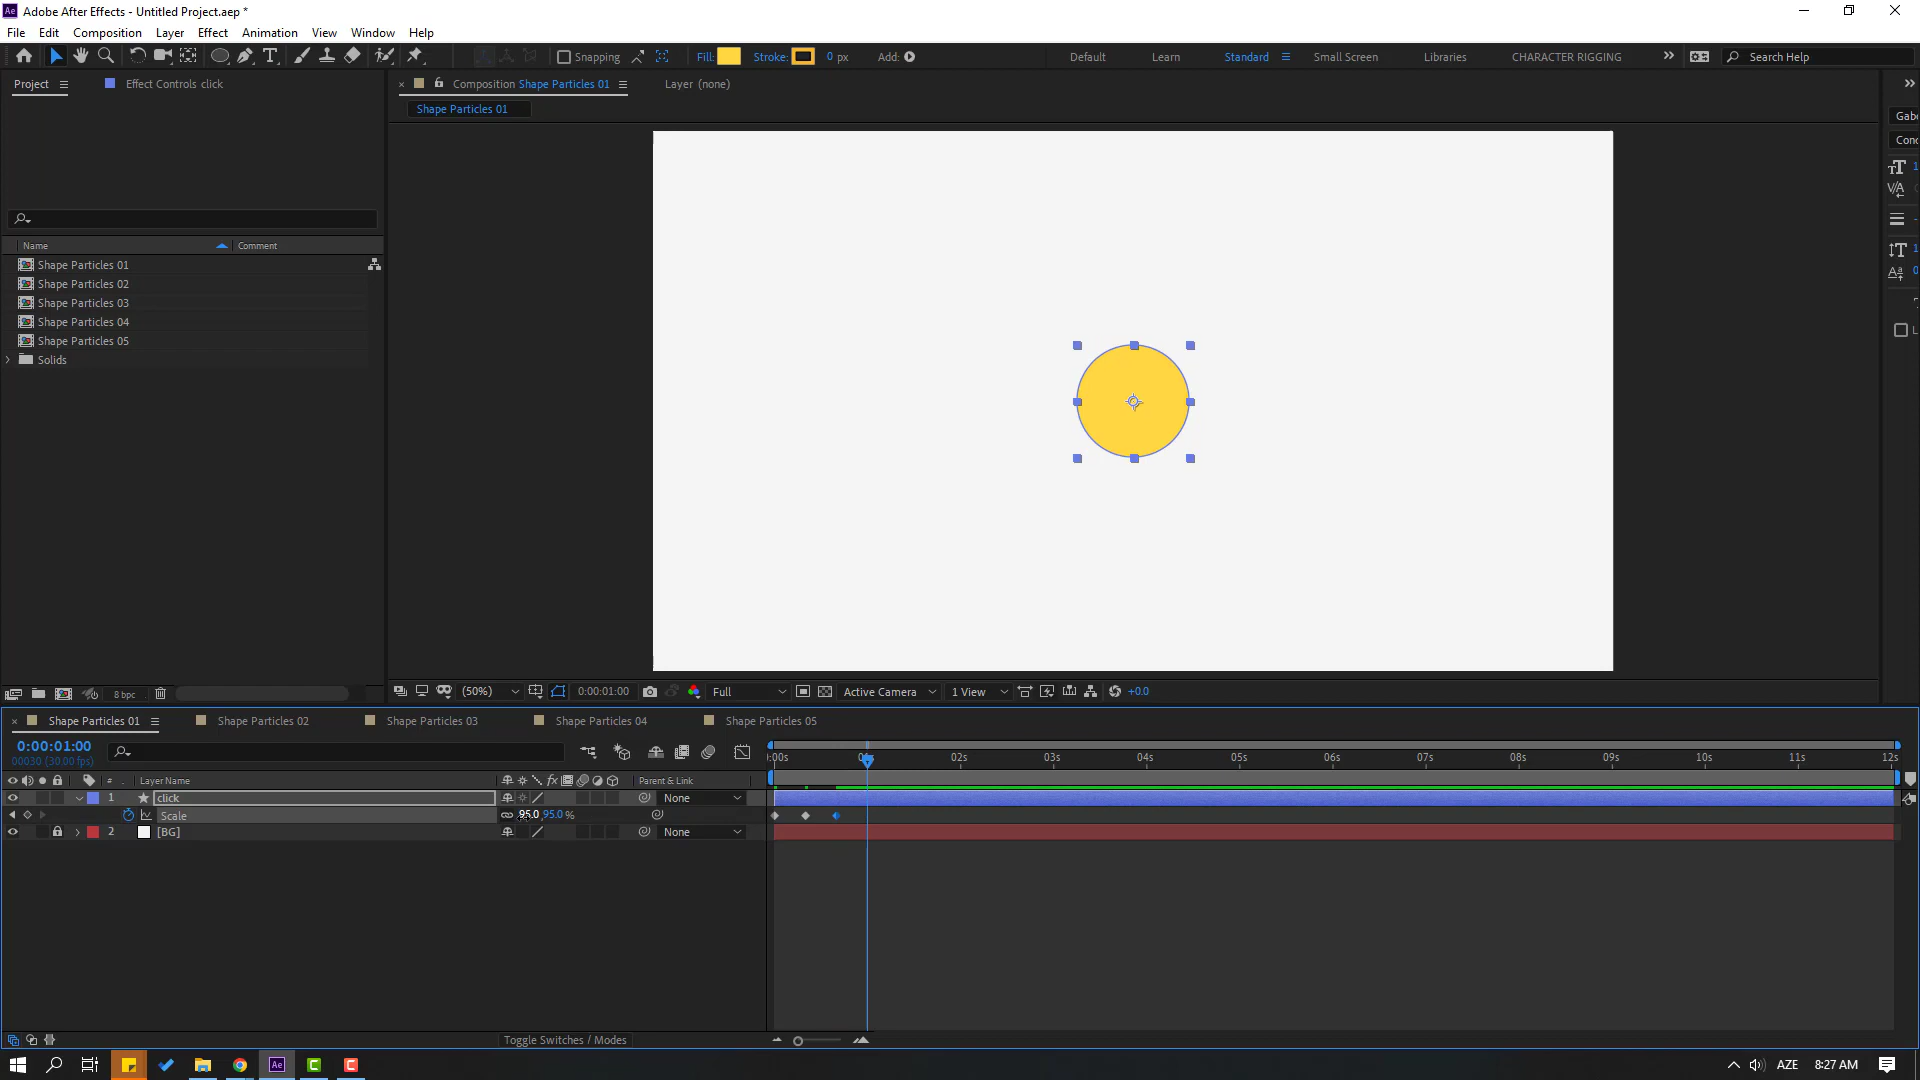 Adobe After Effects - Untitled Project.aep *
File Edit Composition Layer Effect Animation View Window Help
Snapping Fill: Stroke: 0 px Add: Default Learn Standard Small Screen Libraries CHARACTER RIGGING Search Help
Project Effect Controls click Composition Shape Particles 01 Layer (none)
Shape Particles 01
Name Comment
Shape Particles 01
Shape Particles 02
Shape Particles 03
Shape Particles 04
Shape Particles 05
Solids
8 bpc (50%) 0:00:01:00 Full Active Camera 1 View +0.0
Shape Particles 01 Shape Particles 02 Shape Particles 03 Shape Particles 04 Shape Particles 05
0:00:01:00
00030 (30.00 fps)
:00s 02s 03s 04s 05s 06s 07s 08s 09s 10s 11s 12s
# Layer Name Parent & Link
1 click None
Scale 95.0, 95.0 %
2 [BG] None
Toggle Switches / Modes
Ae AZE 8:27 AM